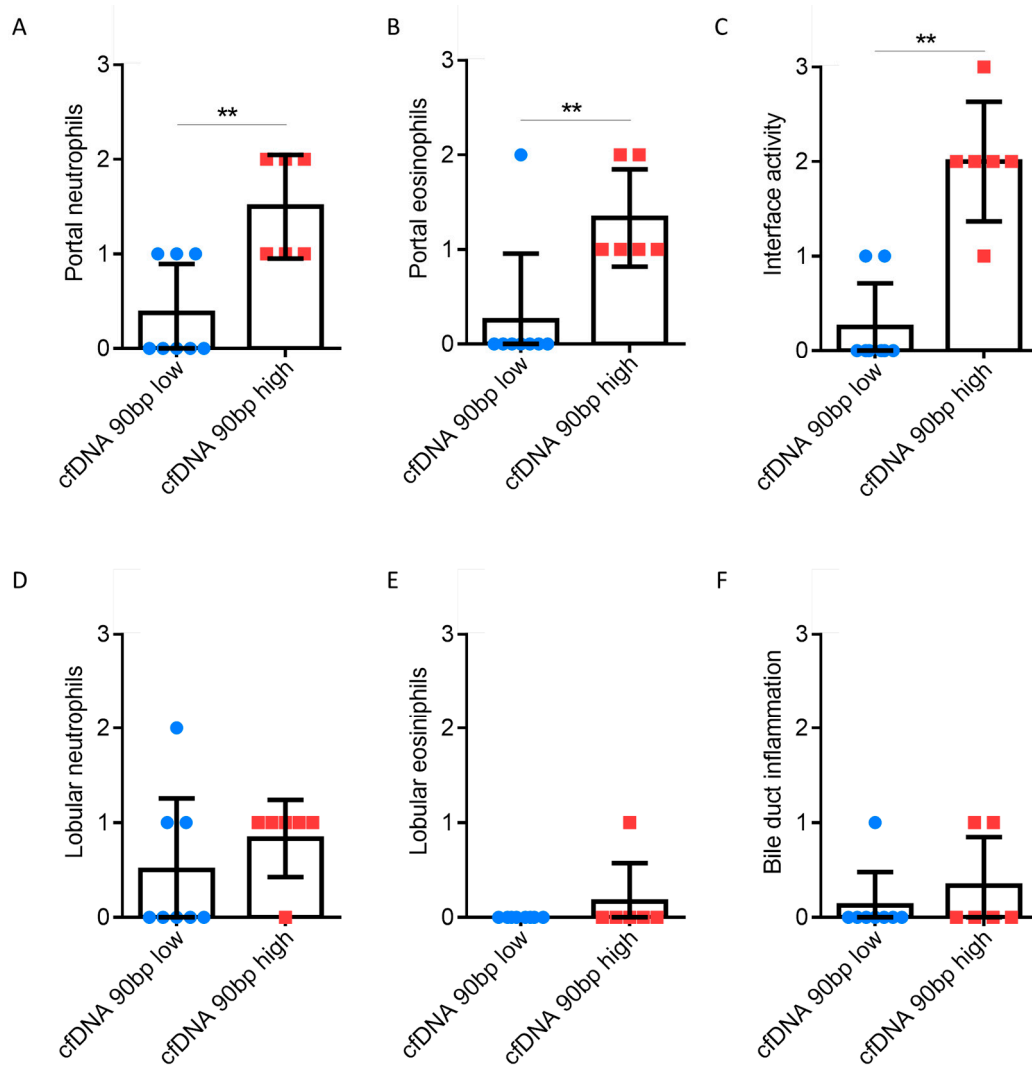 A
B
C
**
**
**
3
2
1
0
Portal neutrophils
cfDNA 90bp low
cfDNA 90bp high
3
2
1
0
Portal eosinophils
cfDNA 90bp low
cfDNA 90bp high
3
2
1
0
Interface activity
cfDNA 90bp low
cfDNA 90bp high
D
E
F
3
2
1
0
Lobular neutrophils
cfDNA 90bp low
cfDNA 90bp high
3
2
1
0
Lobular eosiniphils
cfDNA 90bp low
cfDNA 90bp high
3
2
1
0
Bile duct inflammation
cfDNA 90bp low
cfDNA 90bp high